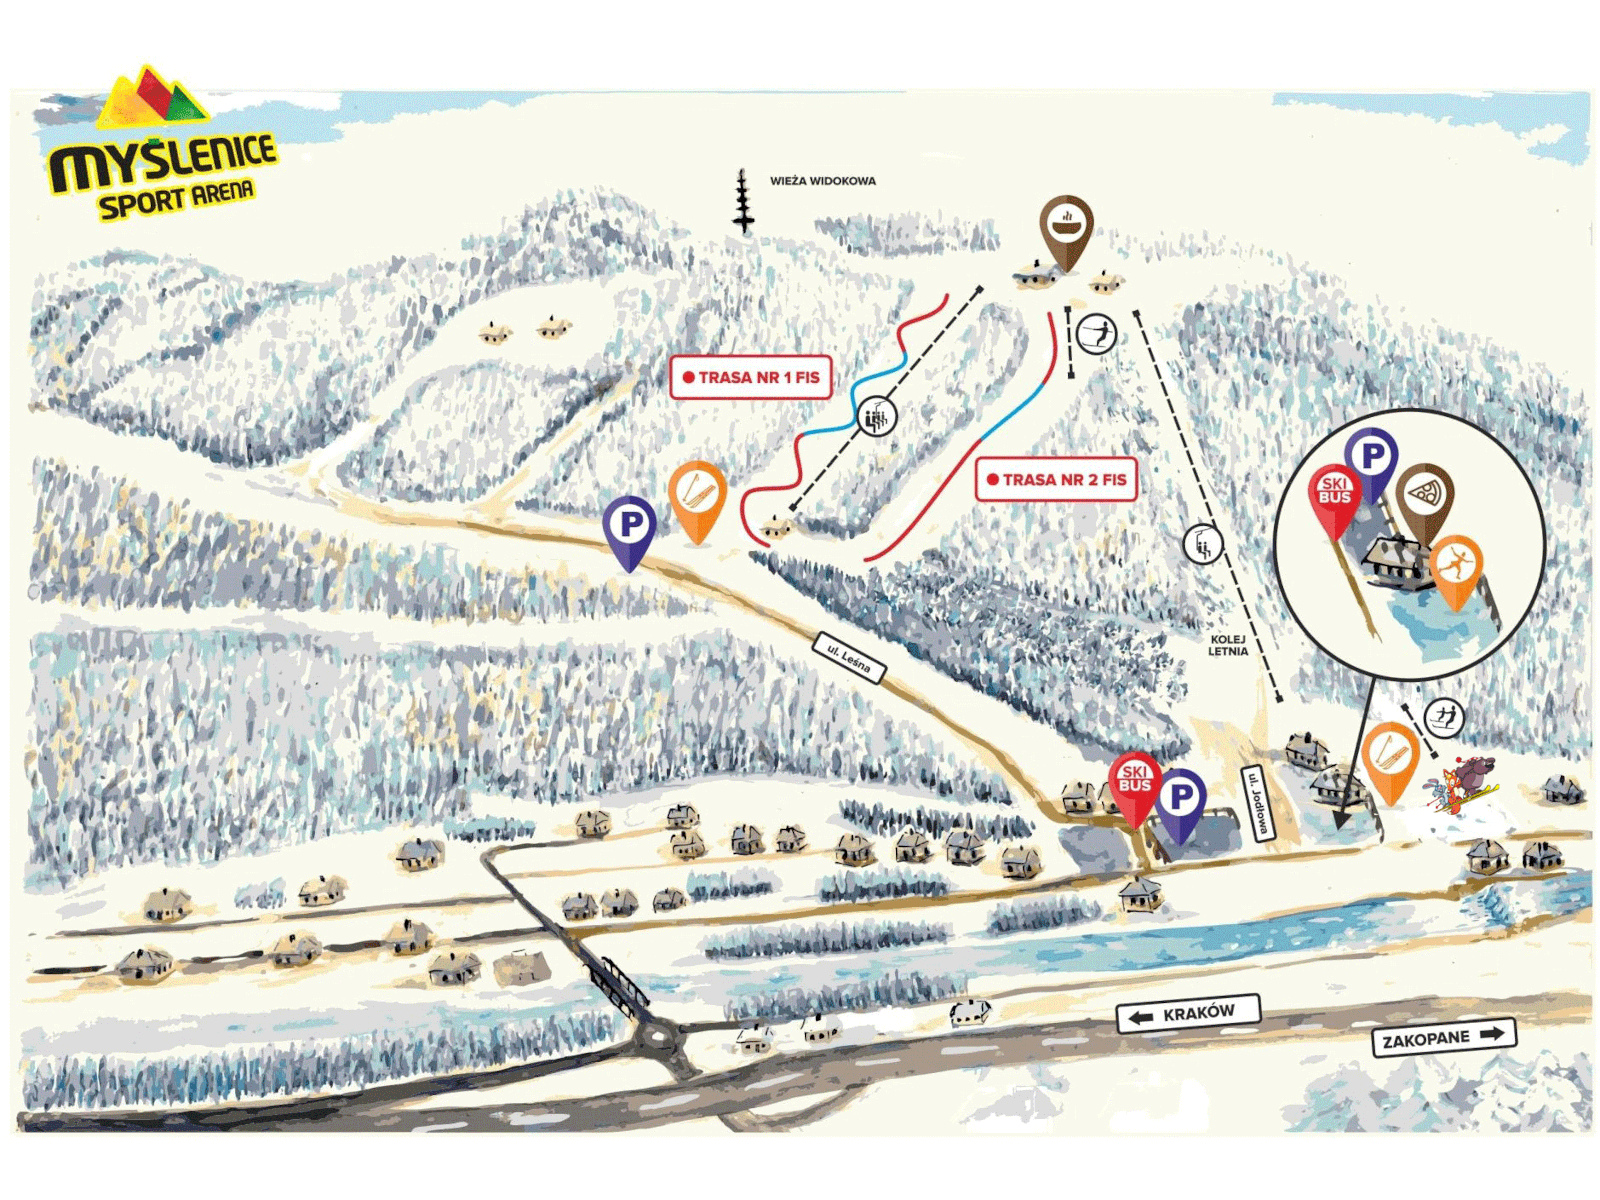 MYŚLENICE
SPORT ARENA
WIEŻA WIDOKOWA
TRASA NR 1 FIS
TRASA NR 2 FIS
P
P
SKI
BUS
KOLEJ
LETNIA
ul. Leśna
SKI
BUS
P
ul. Jodłowa
KRAKÓW
ZAKOPANE